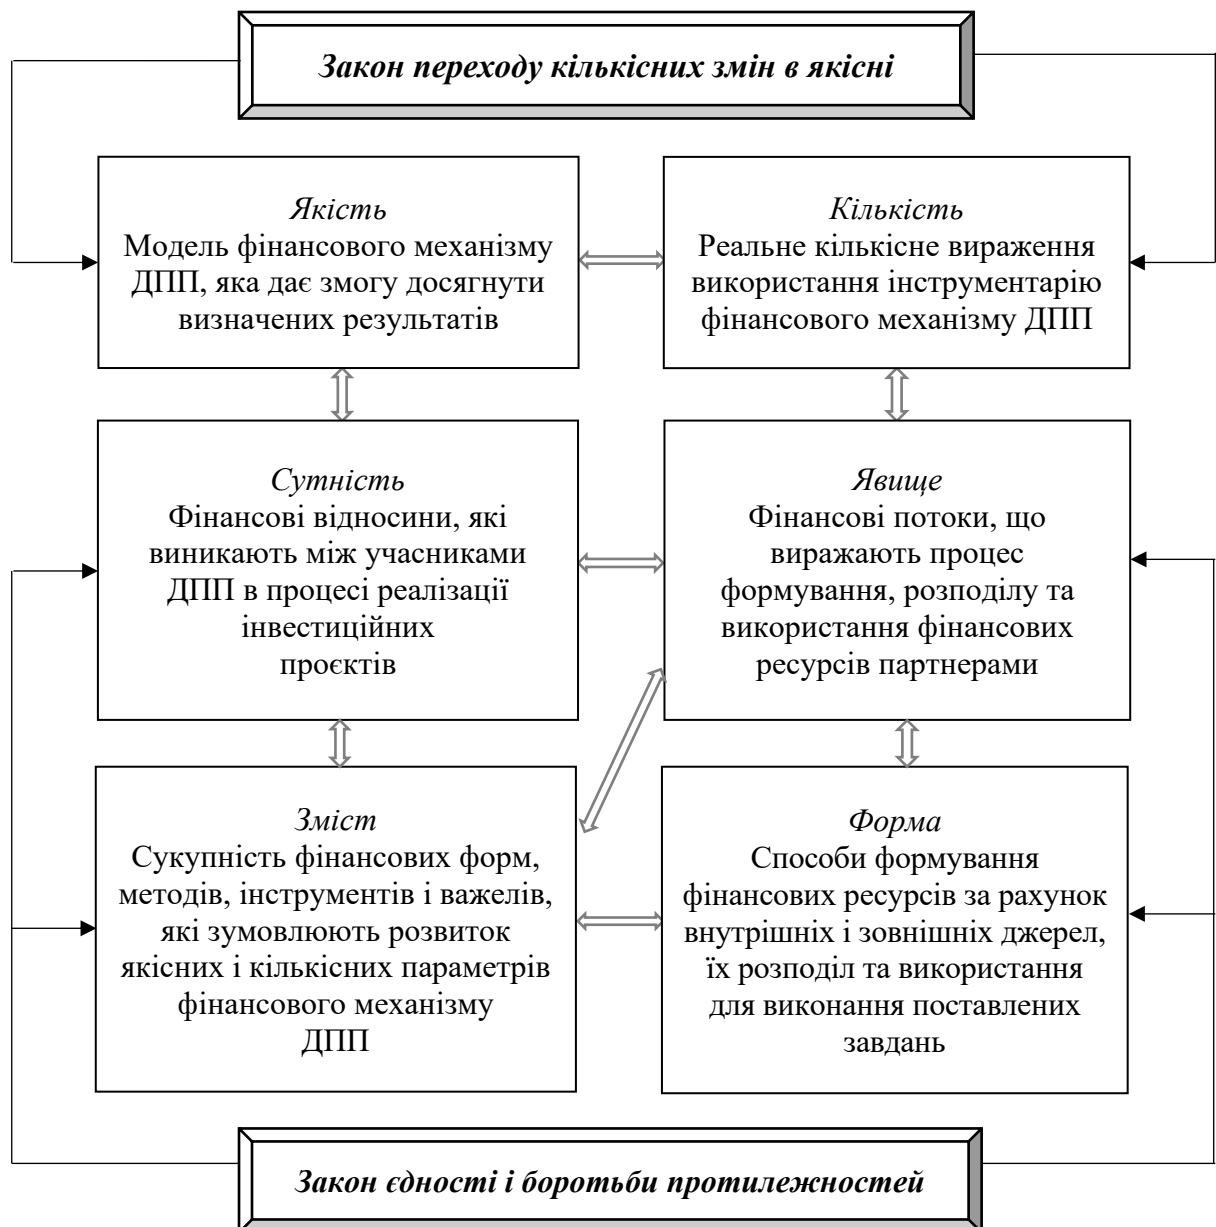 Закон переходу кількісних змін в якісні
Якість
Модель фінансового механізму
ДПП, яка дає змогу досягнути
визначених результатів
Кількість
Реальне кількісне вираження
використання інструментарію
фінансового механізму ДПП
Сутність
Фінансові відносини, які
виникають між учасниками
ДПП в процесі реалізації
інвестиційних
проєктів
Явище
Фінансові потоки, що
виражають процес
формування, розподілу та
використання фінансових
ресурсів партнерами
Зміст
Сукупність фінансових форм,
методів, інструментів і важелів,
які зумовлюють розвиток
якісних і кількісних параметрів
фінансового механізму
ДПП
Форма
Способи формування
фінансових ресурсів за рахунок
внутрішніх і зовнішніх джерел,
їх розподіл та використання
для виконання поставлених
завдань
Закон єдності і боротьби протилежностей